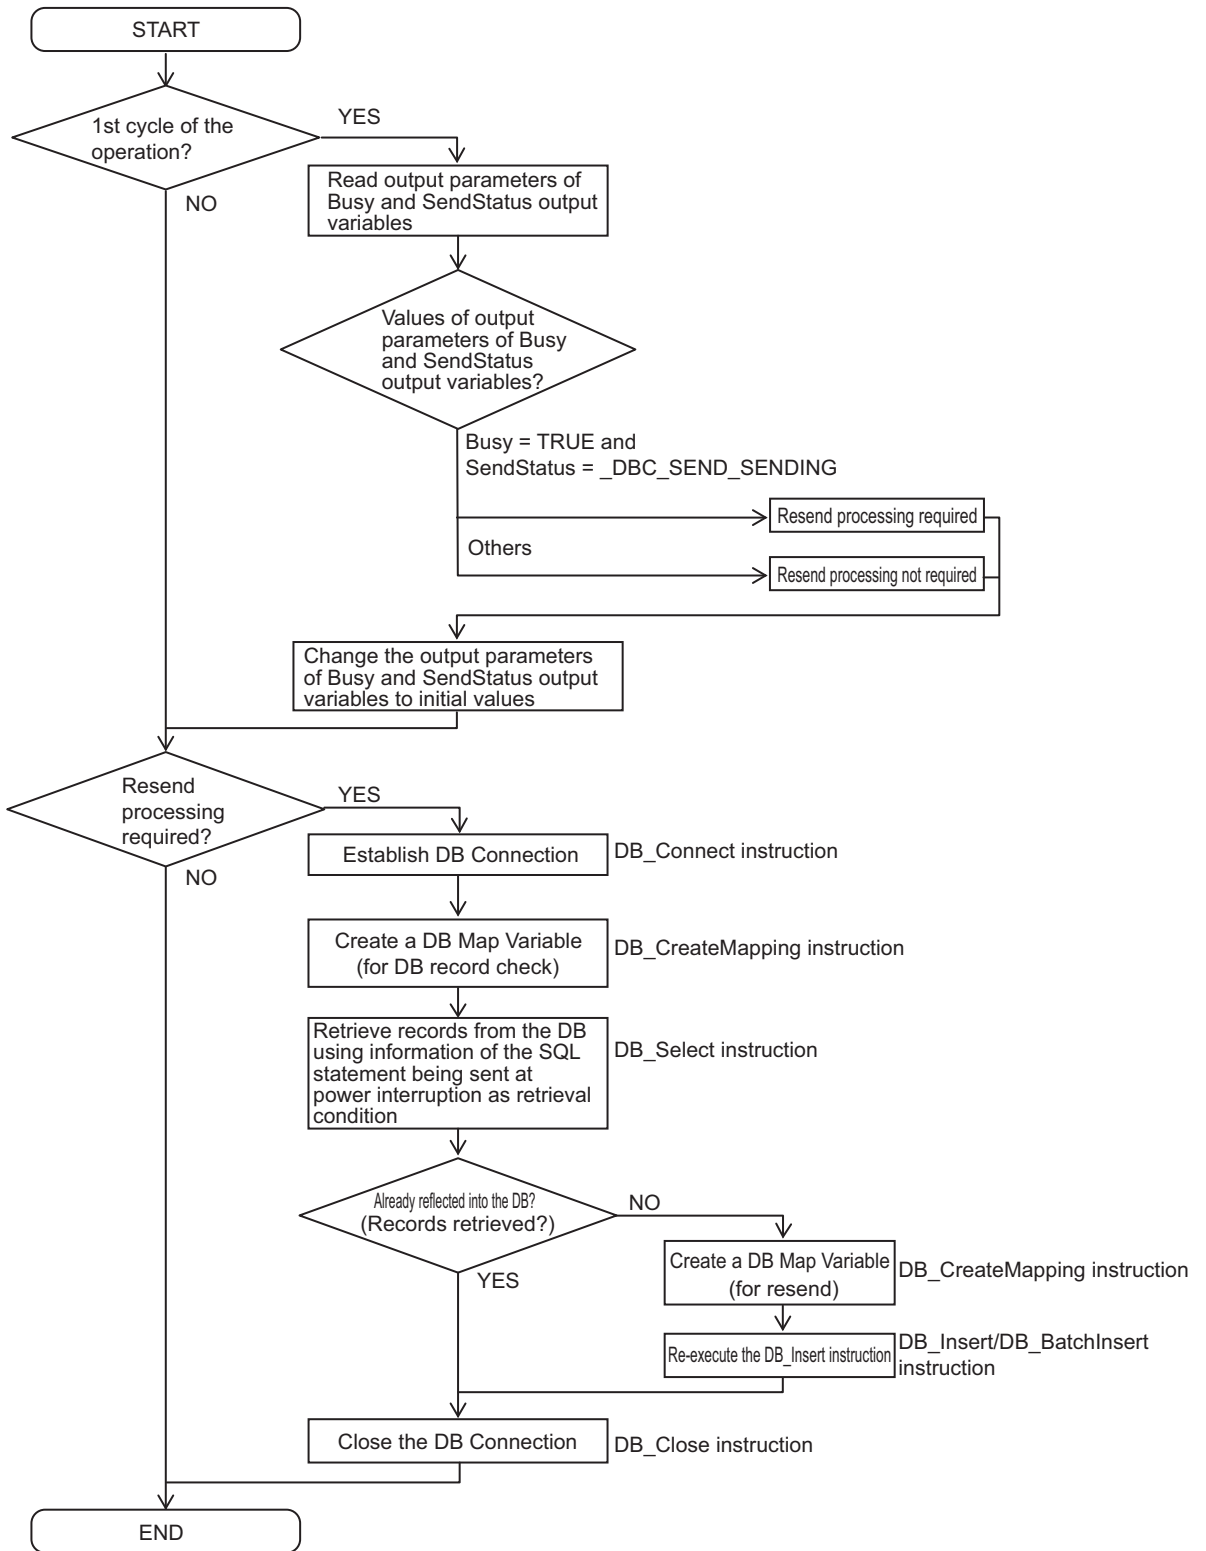 START
1st cycle of the
operation?
YES
NO
Read output parameters of
Busy and SendStatus output
variables
Values of output
parameters of Busy
and SendStatus
output variables?
Busy = TRUE and
SendStatus = _DBC_SEND_SENDING
Resend processing required
Others
Resend processing not required
Change the output parameters
of Busy and SendStatus output
variables to initial values
Resend
processing
required?
YES
NO
Establish DB Connection
DB_Connect instruction
Create a DB Map Variable
(for DB record check)
DB_CreateMapping instruction
Retrieve records from the DB
using information of the SQL
statement being sent at
power interruption as retrieval
condition
DB_Select instruction
Already reflected into the DB?
(Records retrieved?)
NO
YES
Create a DB Map Variable
(for resend)
DB_CreateMapping instruction
Re-execute the DB_Insert instruction
DB_Insert/DB_BatchInsert
instruction
Close the DB Connection
DB_Close instruction
END